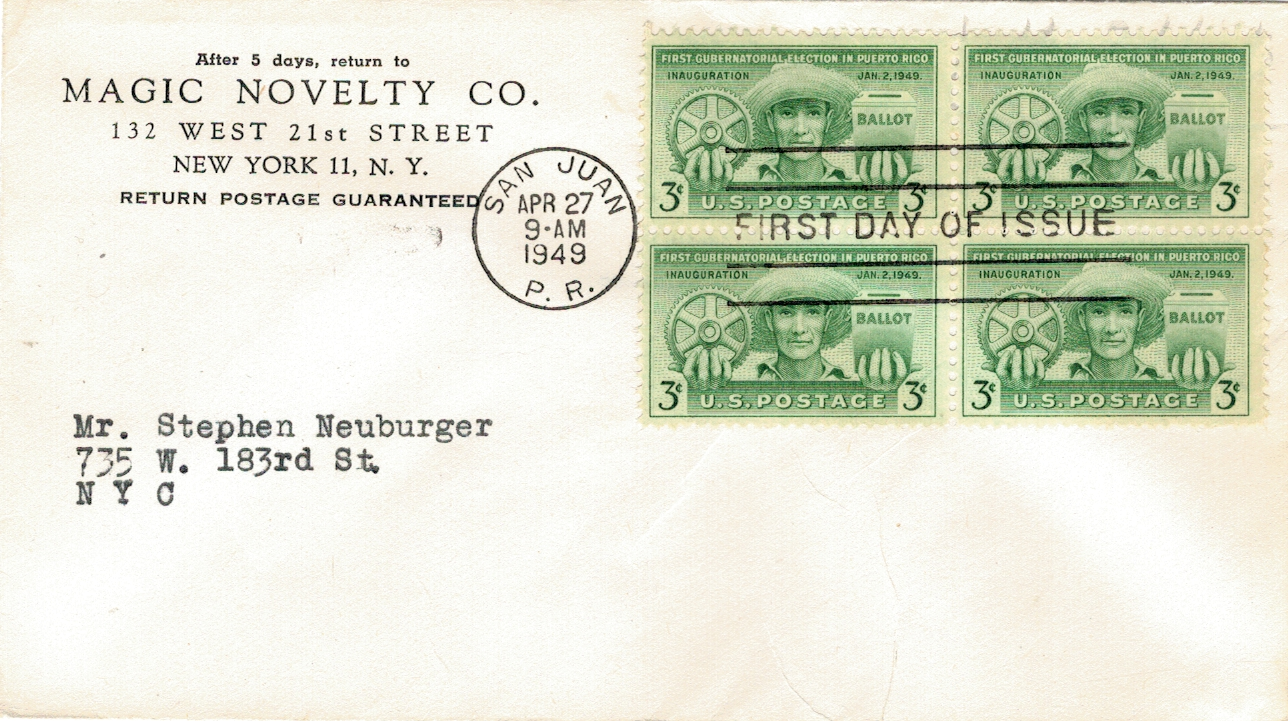 After 5 days, return to
MAGIC NOVELTY CO.
132 WEST 21st STREET
NEW YORK 11, N. Y.
RETURN POSTAGE GUARANTEED
SAN JUAN
APR 27
9-AM
1949
P. R.
FIRST DAY OF ISSUE
FIRST GUBERNATORIAL ELECTION IN PUERTO RICO
INAUGURATION JAN. 2, 1949.
BALLOT
3¢ U.S. POSTAGE 3¢
FIRST GUBERNATORIAL ELECTION IN PUERTO RICO
INAUGURATION JAN. 2, 1949.
BALLOT
3¢ U.S. POSTAGE 3¢
FIRST GUBERNATORIAL ELECTION IN PUERTO RICO
INAUGURATION JAN. 2, 1949.
BALLOT
3¢ U.S. POSTAGE 3¢
FIRST GUBERNATORIAL ELECTION IN PUERTO RICO
INAUGURATION JAN. 2, 1949.
BALLOT
3¢ U.S. POSTAGE 3¢
Mr. Stephen Neuburger
735 W. 183rd St.
N Y C